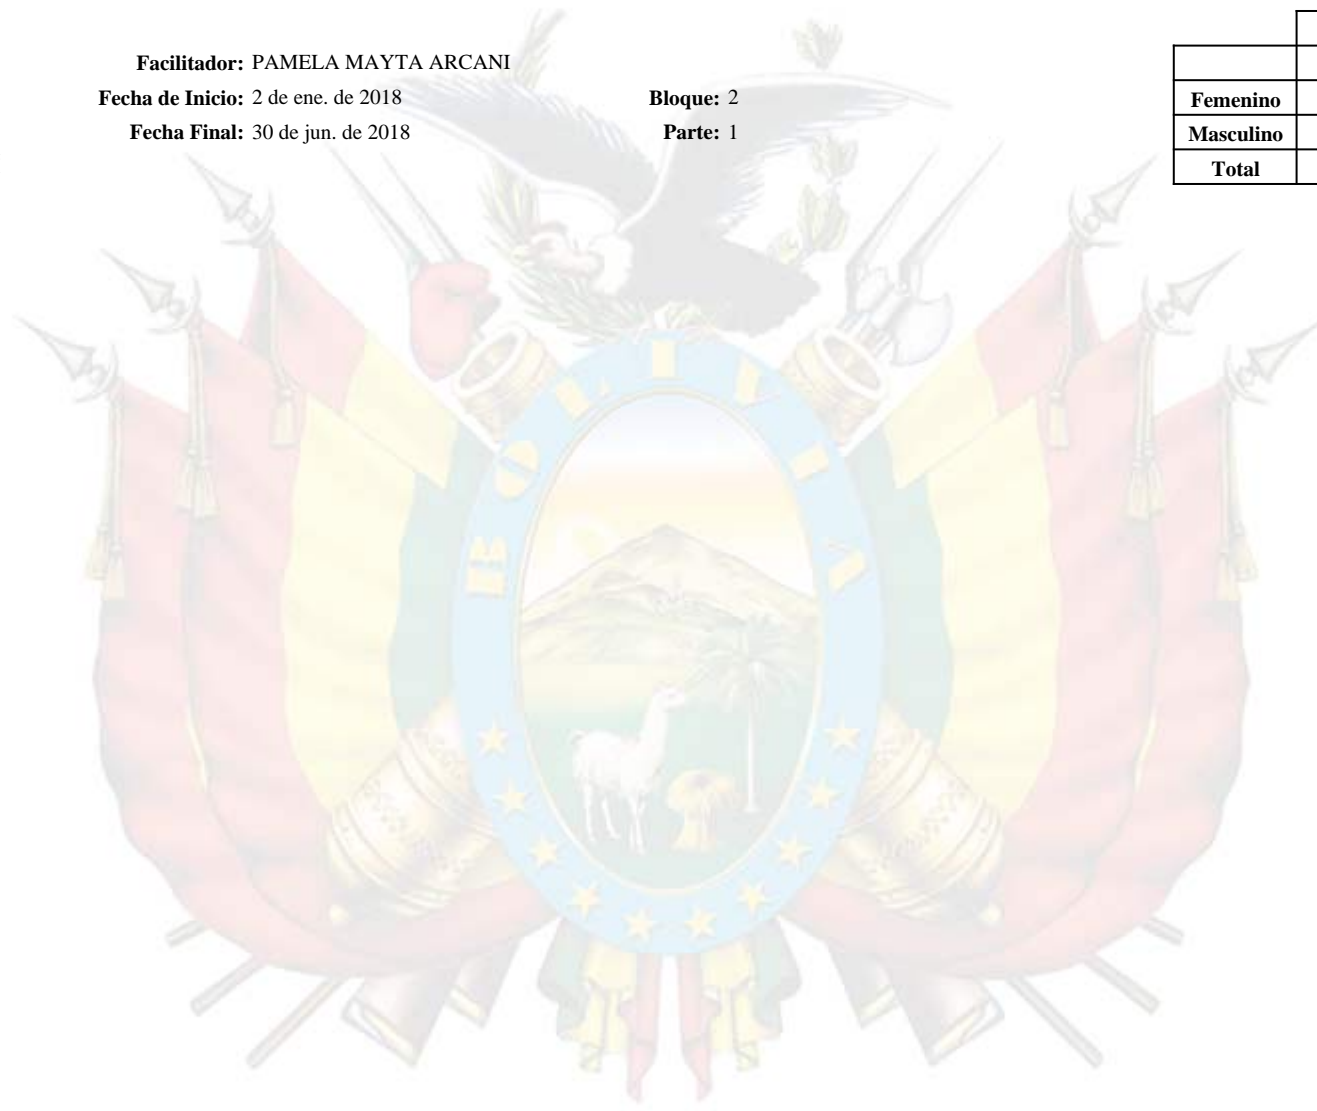 Facilitador: PAMELA MAYTA ARCANI
Fecha de Inicio: 2 de ene. de 2018 Bloque: 2
Fecha Final: 30 de jun. de 2018 Parte: 1
Femenino
Masculino
Total
BOLIVIA